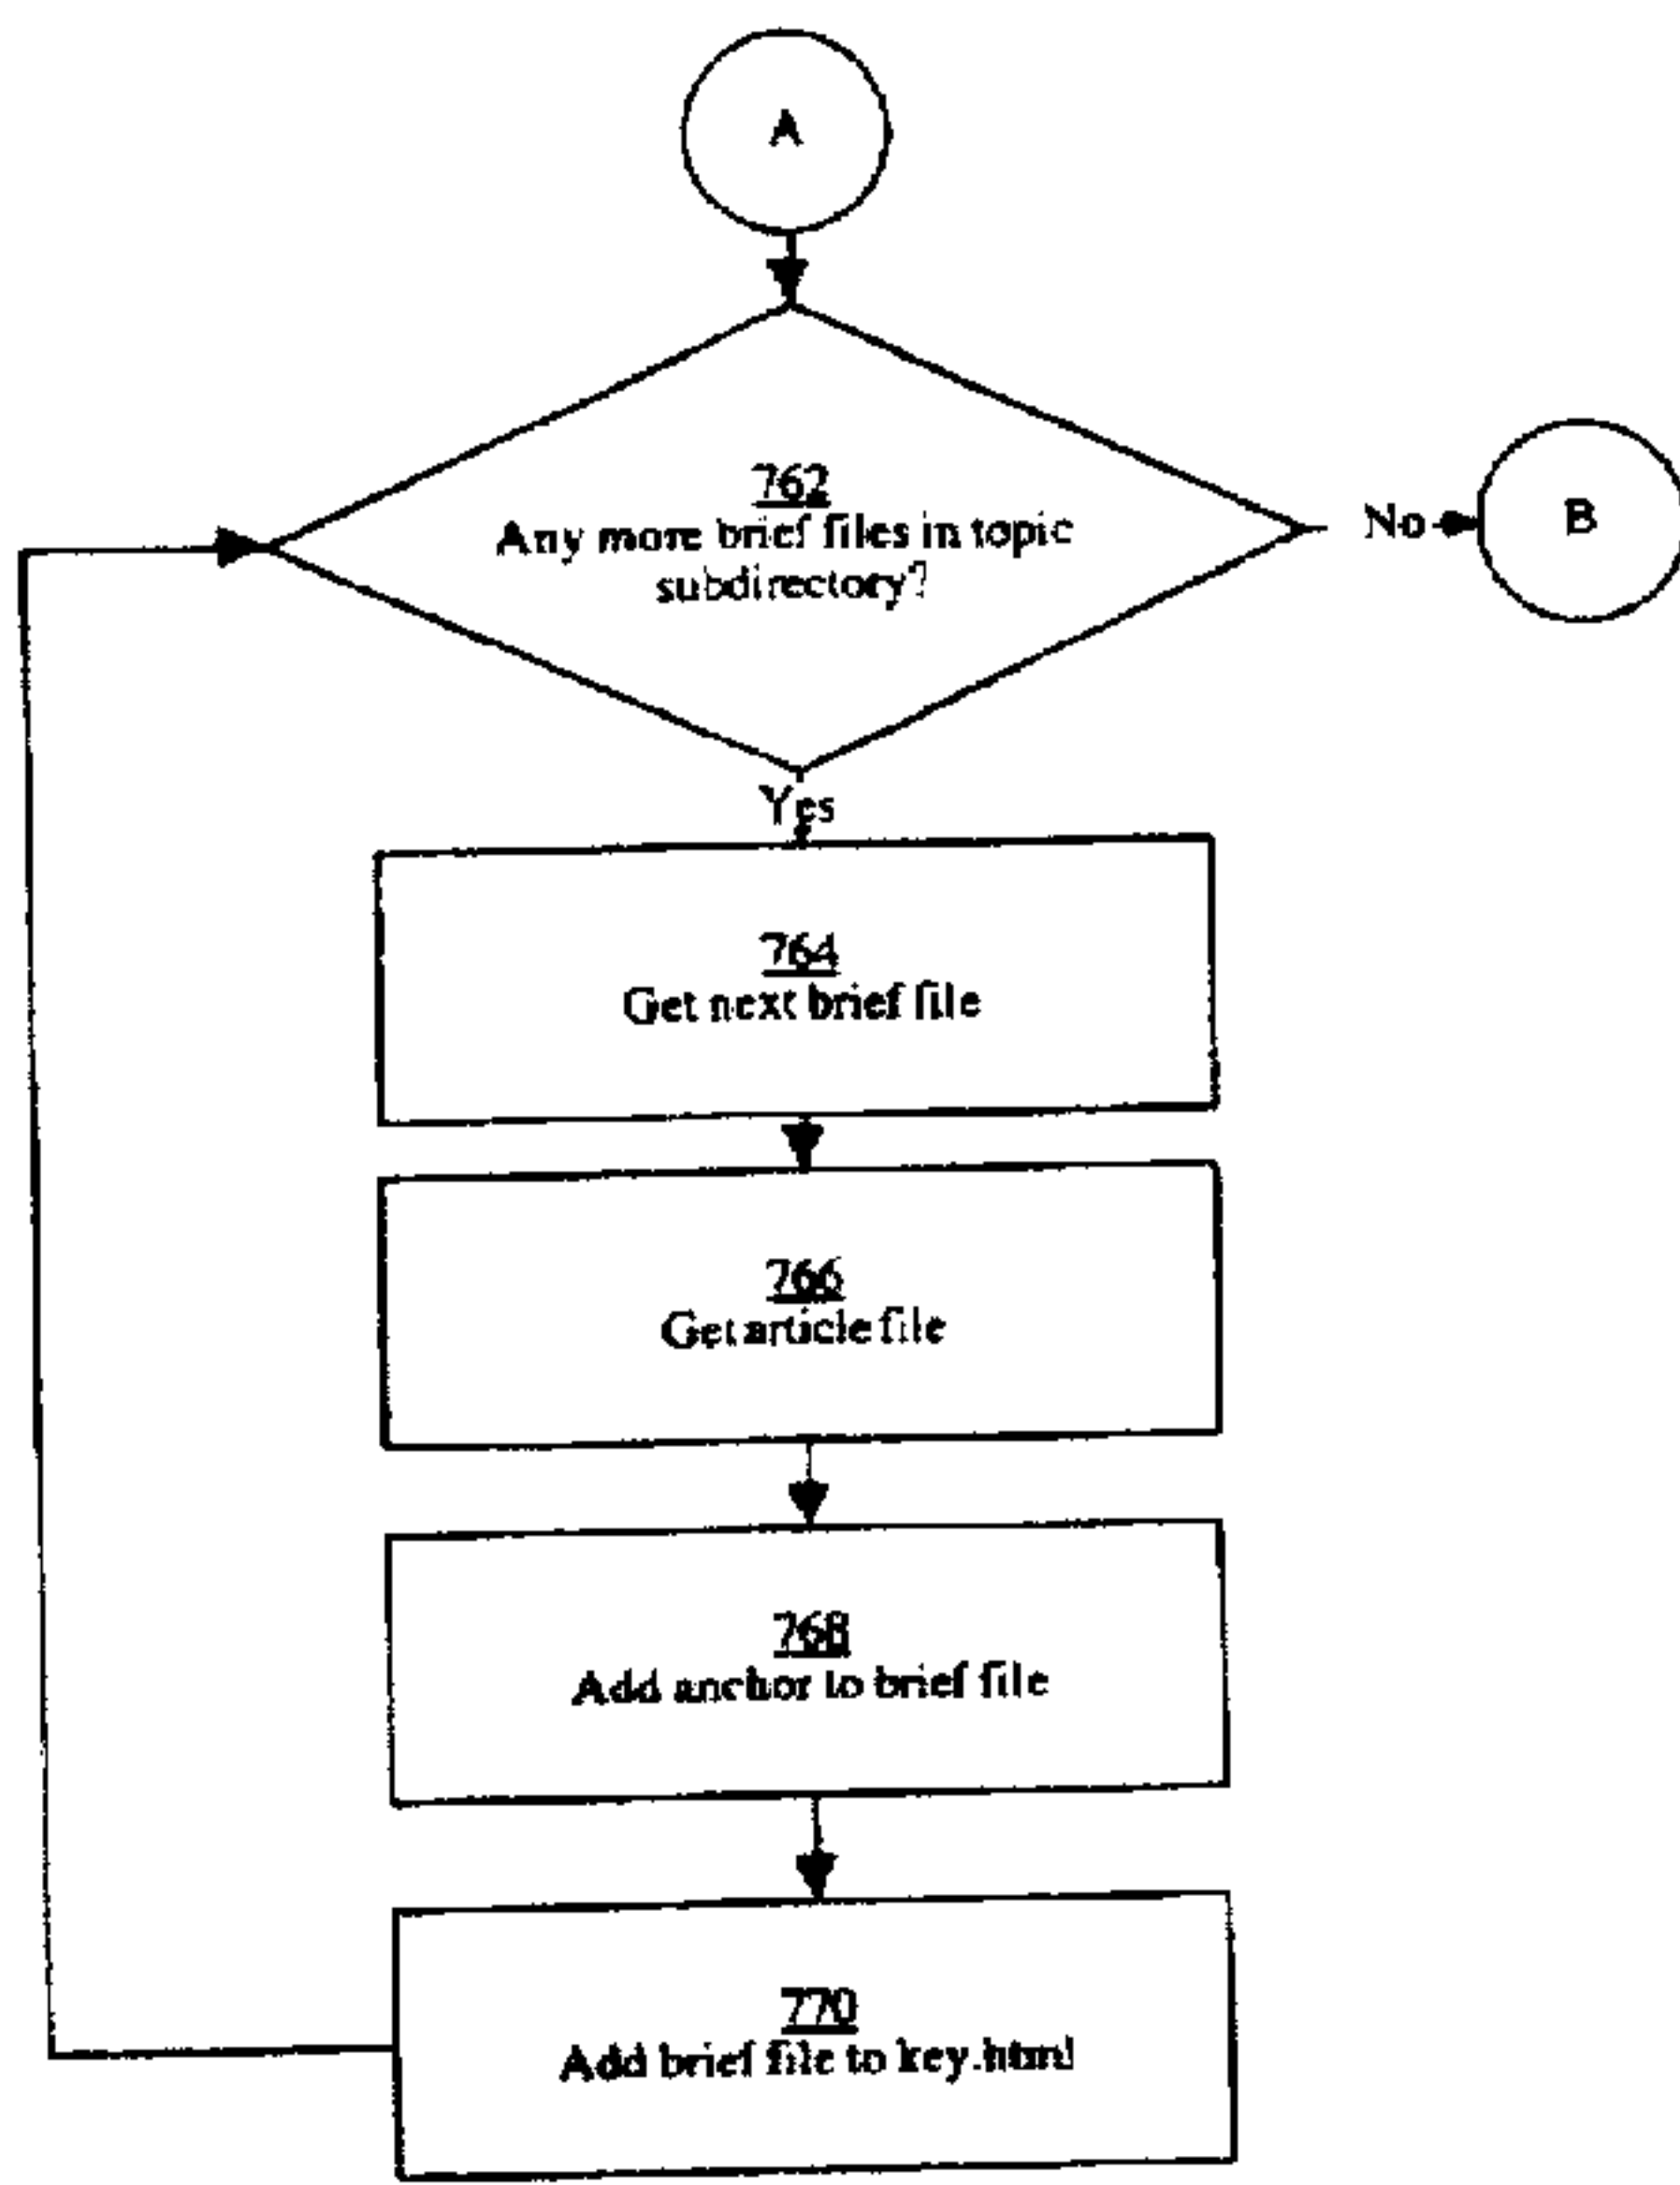 A
762
Any more brief files in topic
subdirectory?
No
B
Yes
764
Get next brief file
766
Get article file
768
Add anchor to brief file
770
Add brief file to key.html